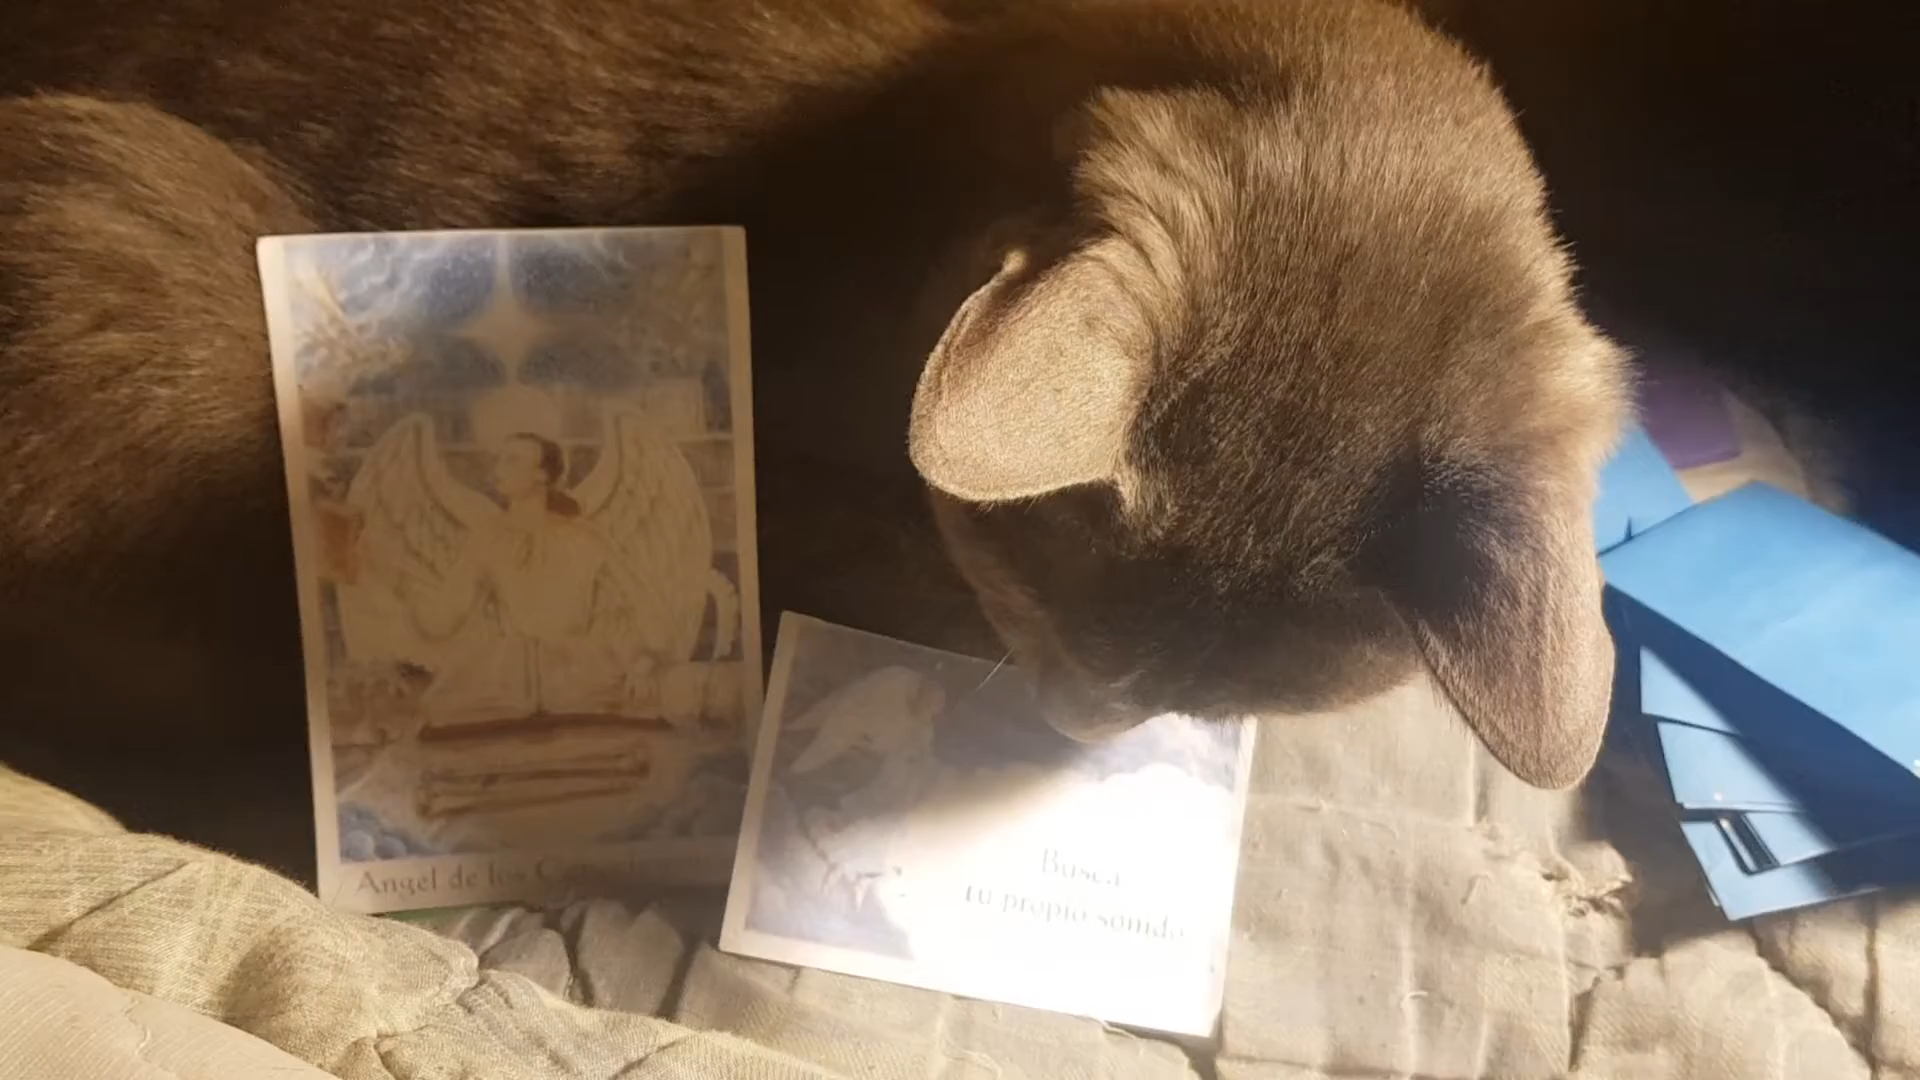 Angel de los
Busca
tu propio sonido